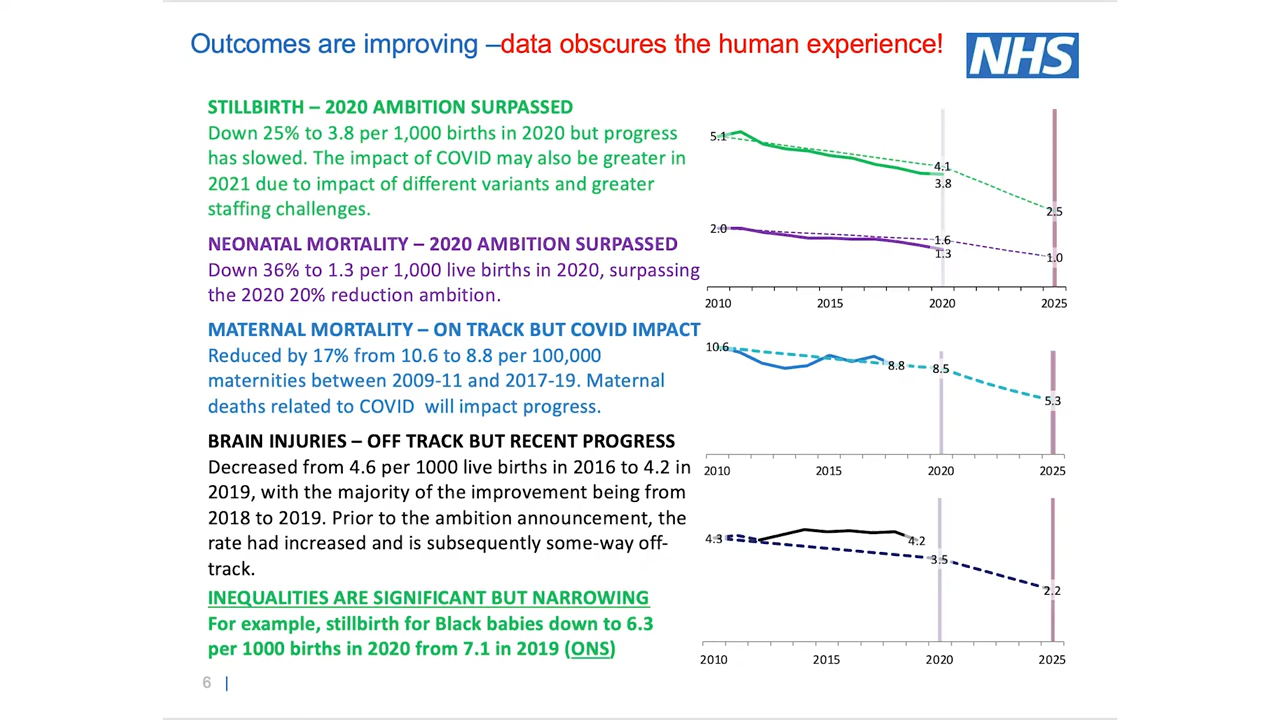 Outcomes are improving –data obscures the human experience!
NHS
STILLBIRTH – 2020 AMBITION SURPASSED
Down 25% to 3.8 per 1,000 births in 2020 but progress
has slowed. The impact of COVID may also be greater in
2021 due to impact of different variants and greater
staffing challenges.
NEONATAL MORTALITY – 2020 AMBITION SURPASSED
Down 36% to 1.3 per 1,000 live births in 2020, surpassing
the 2020 20% reduction ambition.
MATERNAL MORTALITY – ON TRACK BUT COVID IMPACT
Reduced by 17% from 10.6 to 8.8 per 100,000
maternities between 2009-11 and 2017-19. Maternal
deaths related to COVID  will impact progress.
BRAIN INJURIES – OFF TRACK BUT RECENT PROGRESS
Decreased from 4.6 per 1000 live births in 2016 to 4.2 in
2019, with the majority of the improvement being from
2018 to 2019. Prior to the ambition announcement, the
rate had increased and is subsequently some-way off-
track.
INEQUALITIES ARE SIGNIFICANT BUT NARROWING
For example, stillbirth for Black babies down to 6.3
per 1000 births in 2020 from 7.1 in 2019 (ONS)
6 |
5.1
4.1
3.8
2.5
2.0
1.6
1.3
1.0
2010 2015 2020 2025
10.6
8.8 8.5
5.3
2010 2015 2020 2025
4.3
4.2
3.5
2.2
2010 2015 2020 2025